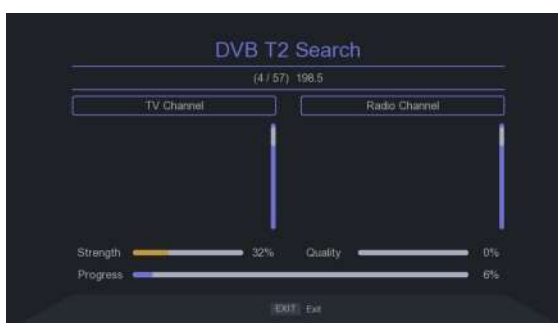 DVB T2 Search
(4 / 57) 198.5
TV Channel Radio Channel
Strength 32% Quality 0%
Progress 6%
EXIT Exit